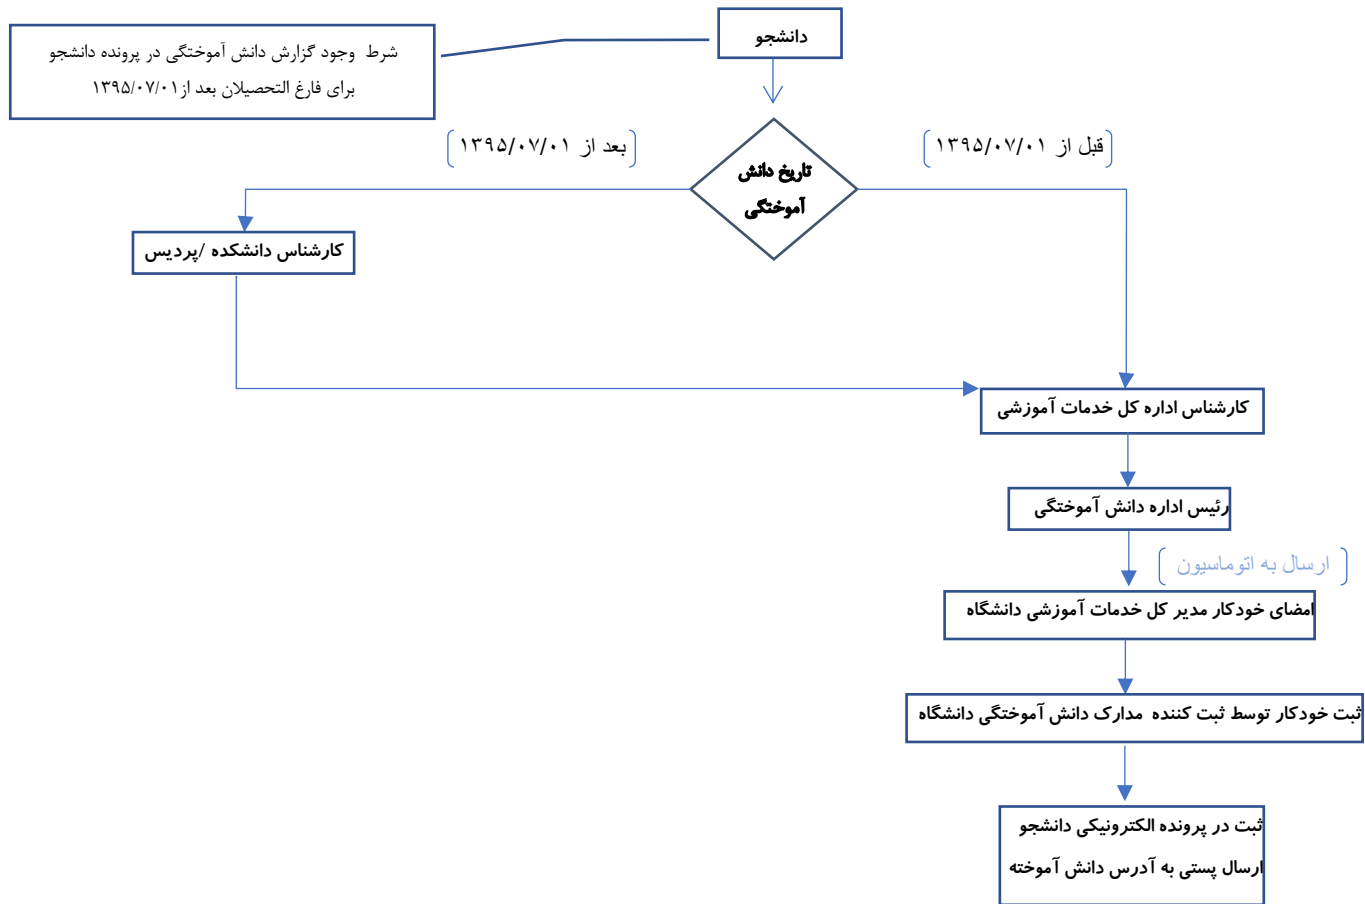 دانشجو
شرط وجود گزارش دانش آموختگی در پرونده دانشجو
برای فارغ التحصیلان بعد از۱۳۹۵/۰۷/۰۱
قبل از ۱۳۹۵/۰۷/۰۱
بعد از ۱۳۹۵/۰۷/۰۱
تاریخ دانش
آموختگی
کارشناس دانشکده /پردیس
کارشناس اداره کل خدمات آموزشی
رئیس اداره دانش آموختگی
ارسال به اتوماسیون
امضای خودکار مدیر کل خدمات آموزشی دانشگاه
ثبت خودکار توسط ثبت کننده مدارک دانش آموختگی دانشگاه
ثبت در پرونده الکترونیکی دانشجو
ارسال پستی به آدرس دانش آموخته